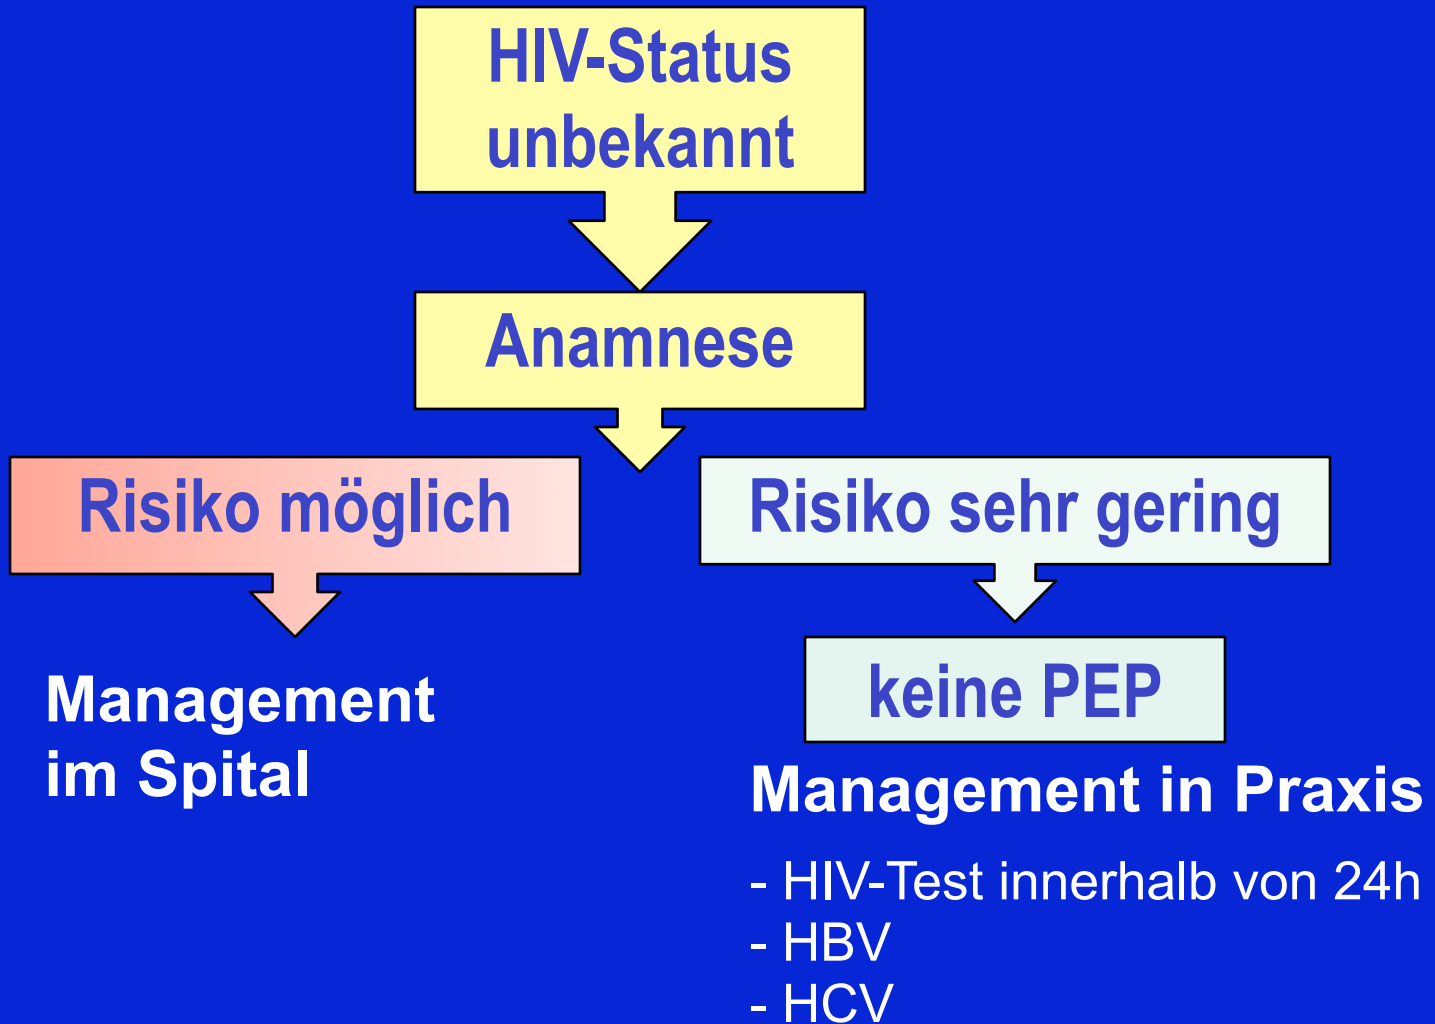 HIV-Status
unbekannt
Anamnese
Risiko möglich
Risiko sehr gering
Management
im Spital
keine PEP
Management in Praxis
- HIV-Test innerhalb von 24h
- HBV
- HCV